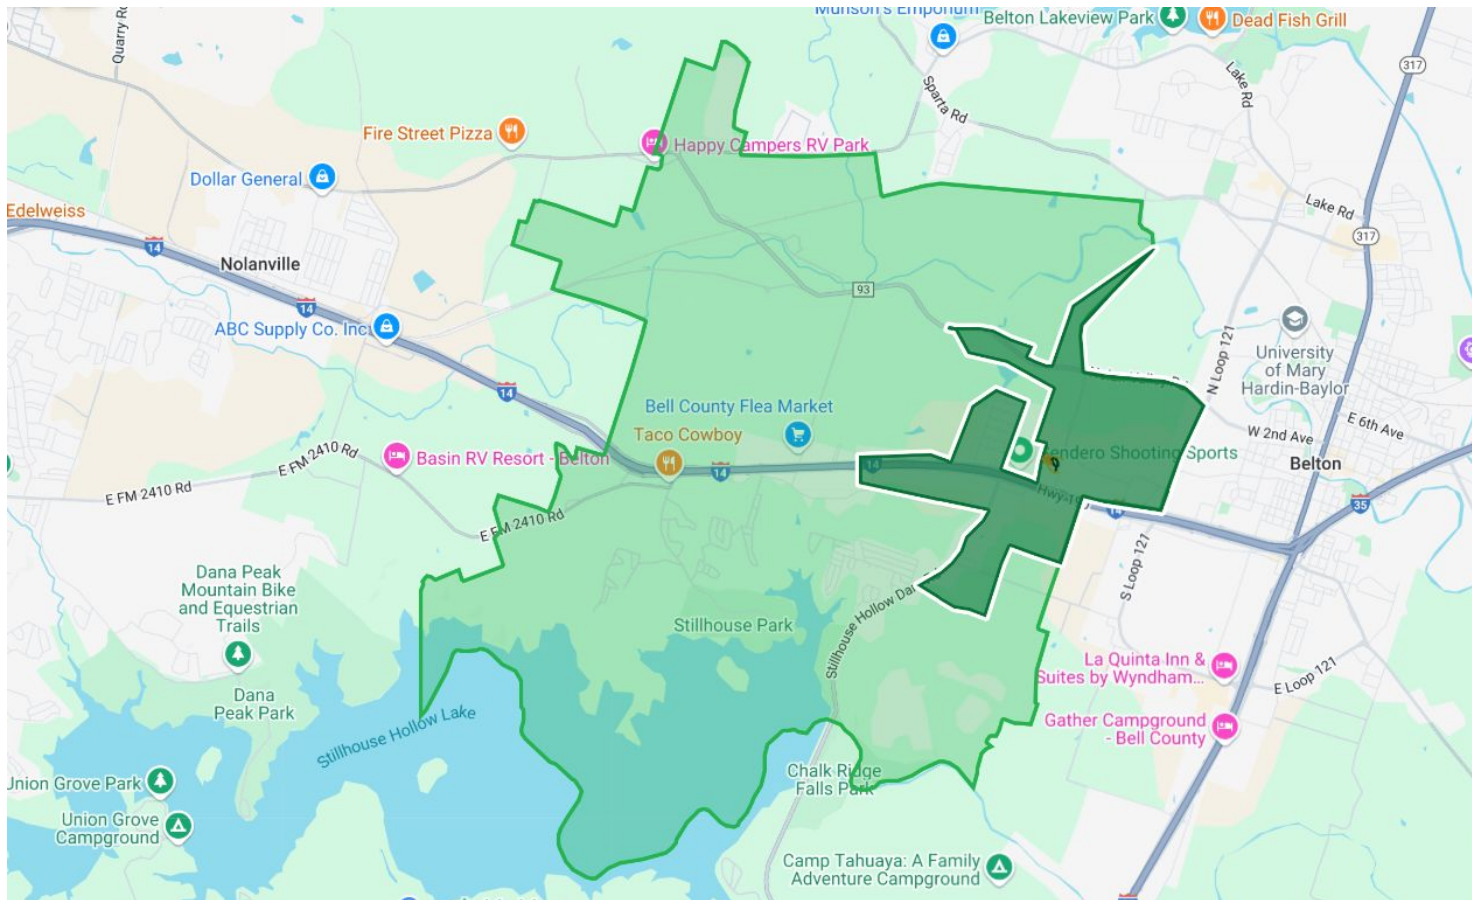 Quarry Rd
Munson's Emporium
Belton Lakeview Park
Dead Fish Grill
317
Lake Rd
Sparta Rd
Fire Street Pizza
Happy Campers RV Park
Dollar General
Edelweiss
14
Nolanville
Lake Rd
317
93
14
ABC Supply Co. Inc.
N Loop 121
University
of Mary
Hardin-Baylor
14
Bell County Flea Market
Taco Cowboy
E 6th Ave
W 2nd Ave
E FM 2410 Rd
Basin RV Resort - Belton
14
14
Sendero Shooting Sports
Belton
E FM 2410 Rd
Hwy 190
14
35
E FM 2410 Rd
S Loop 121
Dana Peak
Mountain Bike
and Equestrian
Trails
Stillhouse Hollow Da
Stillhouse Park
La Quinta Inn &
Suites by Wyndham...
E Loop 121
Dana
Peak Park
Stillhouse Hollow Lake
Gather Campground
- Bell County
Union Grove Park
Chalk Ridge
Falls Park
Union Grove
Campground
Camp Tahuaya: A Family
Adventure Campground